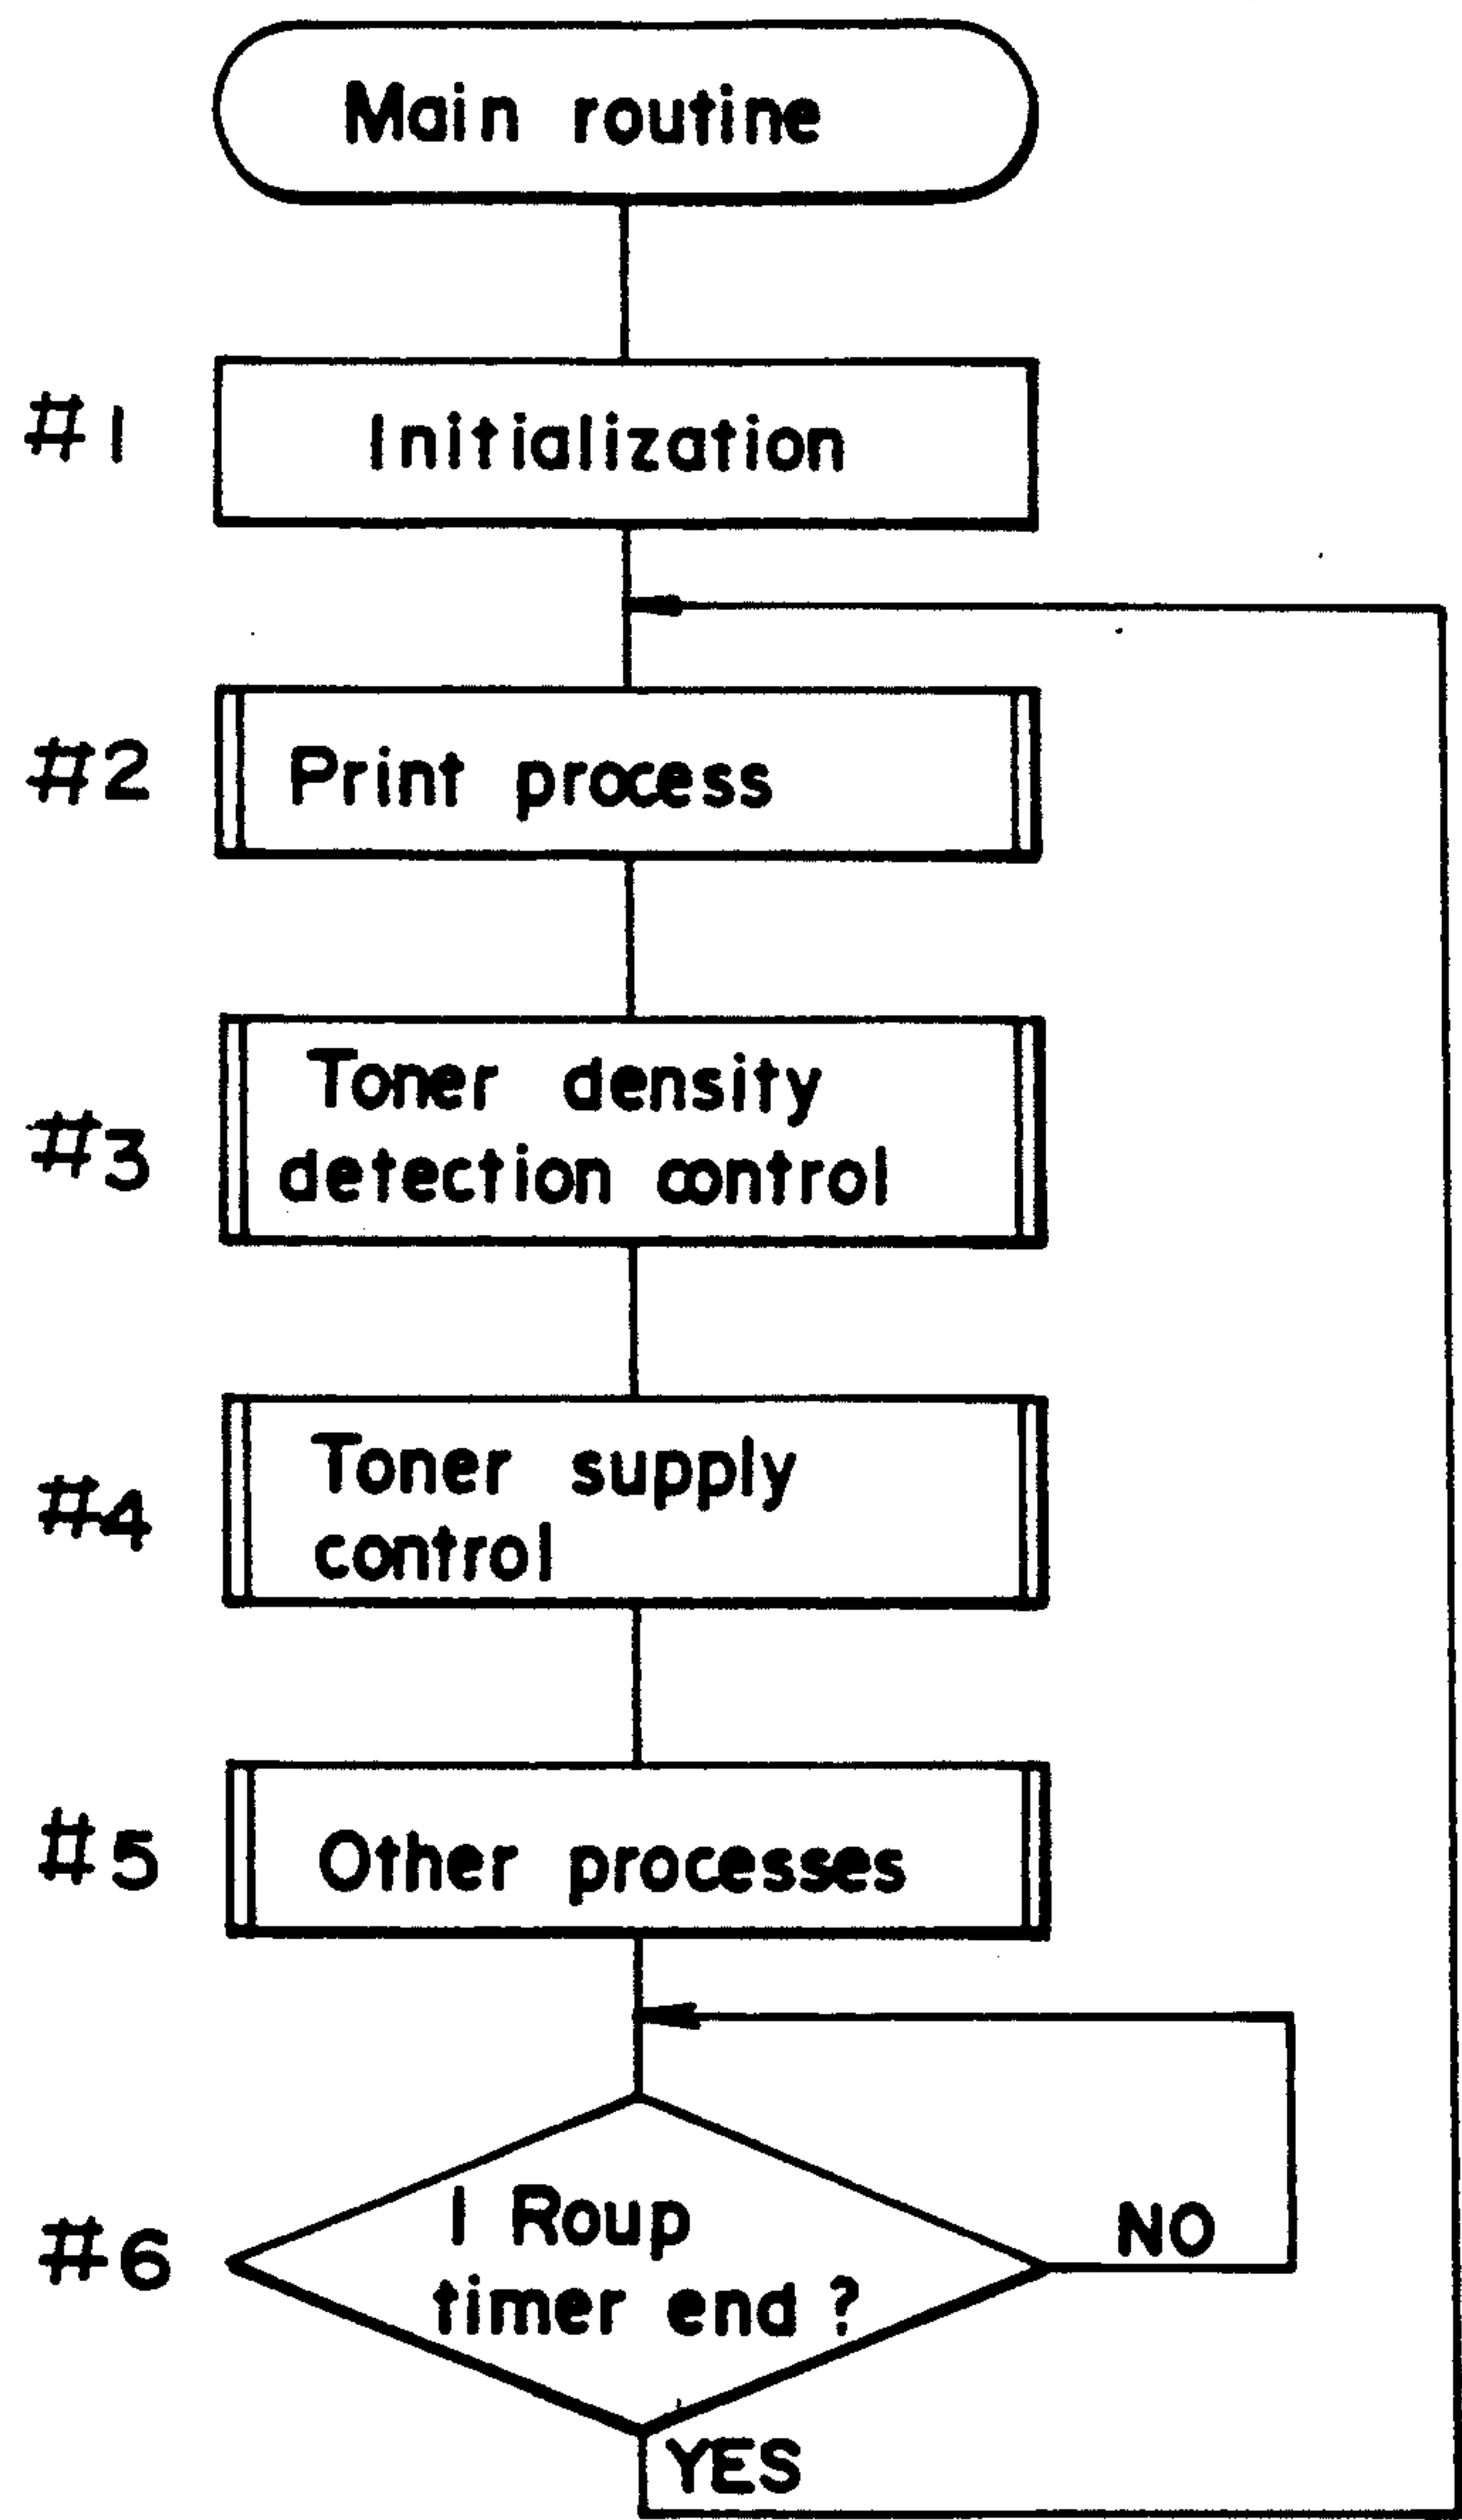 Main routine
#1
Initialization
#2
Print process
#3
Toner density
detection control
#4
Toner supply
control
#5
Other processes
#6
1 Roup
timer end ?
NO
YES